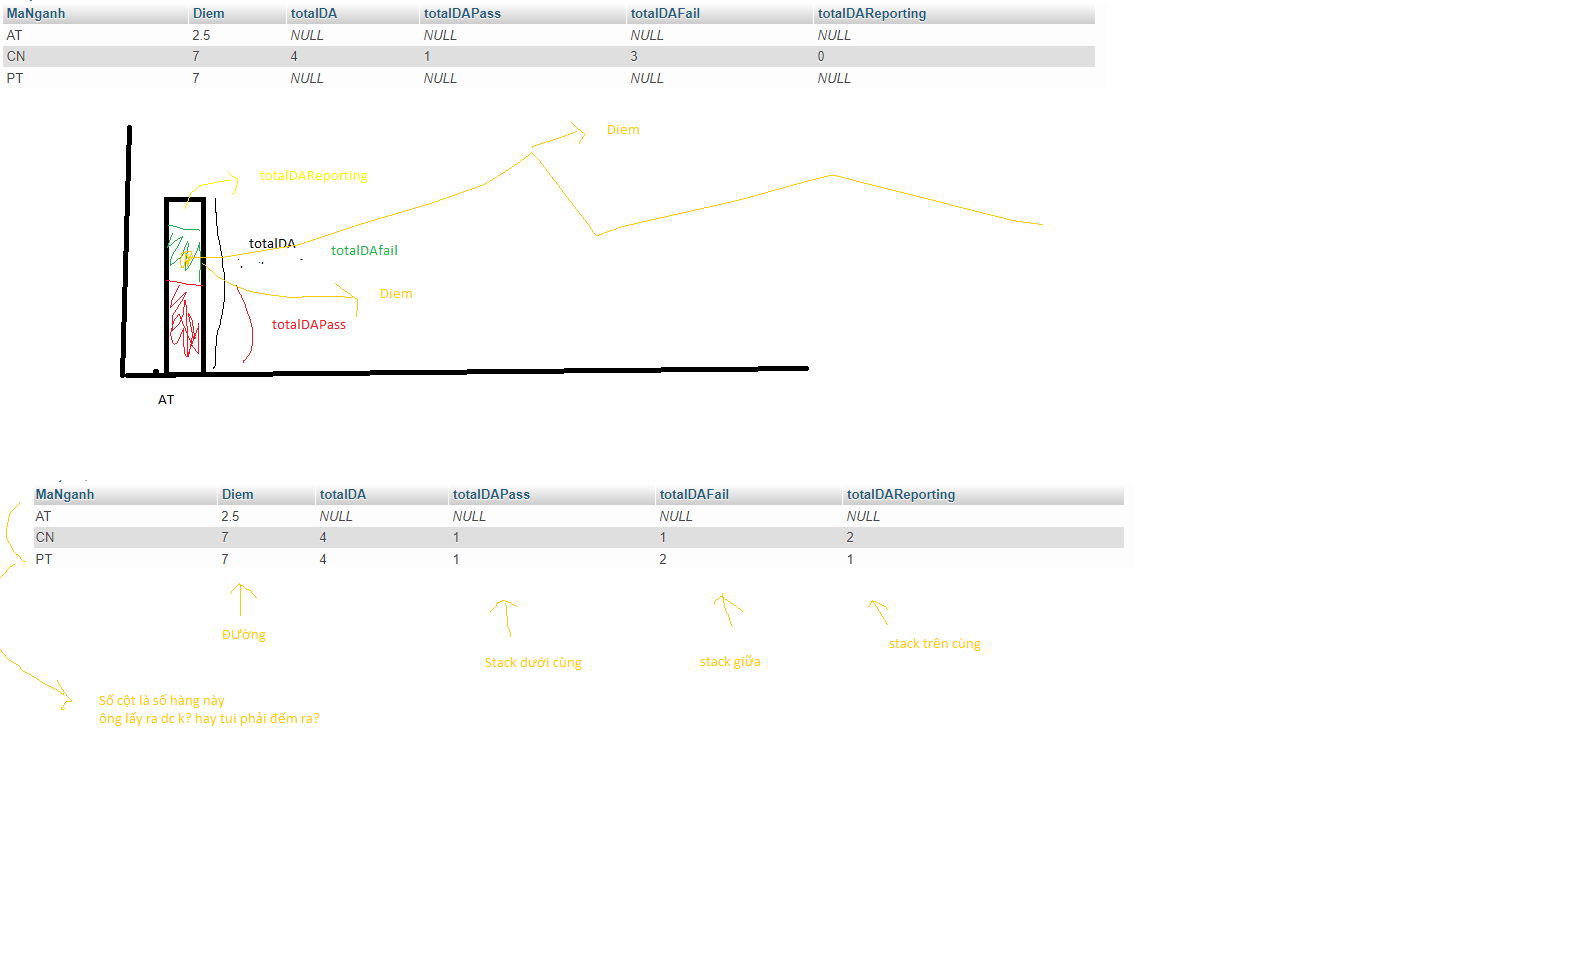 MaNganh Diem totalDA totalDAPass totalDAFail totalDAReporting
AT 2.5 NULL NULL NULL NULL
CN 7 4 1 3 0
PT 7 NULL NULL NULL NULL
Diem
totalDAReporting
totalDA
totalDAfail
Diem
totalDAPass
AT
MaNganh Diem totalDA totalDAPass totalDAFail totalDAReporting
AT 2.5 NULL NULL NULL NULL
CN 7 4 1 1 2
PT 7 4 1 2 1
ĐƯờng
stack trên cùng
Stack dưới cùng
stack giữa
Số cột là số hàng này
ông lấy ra dc k? hay tui phải đếm ra?